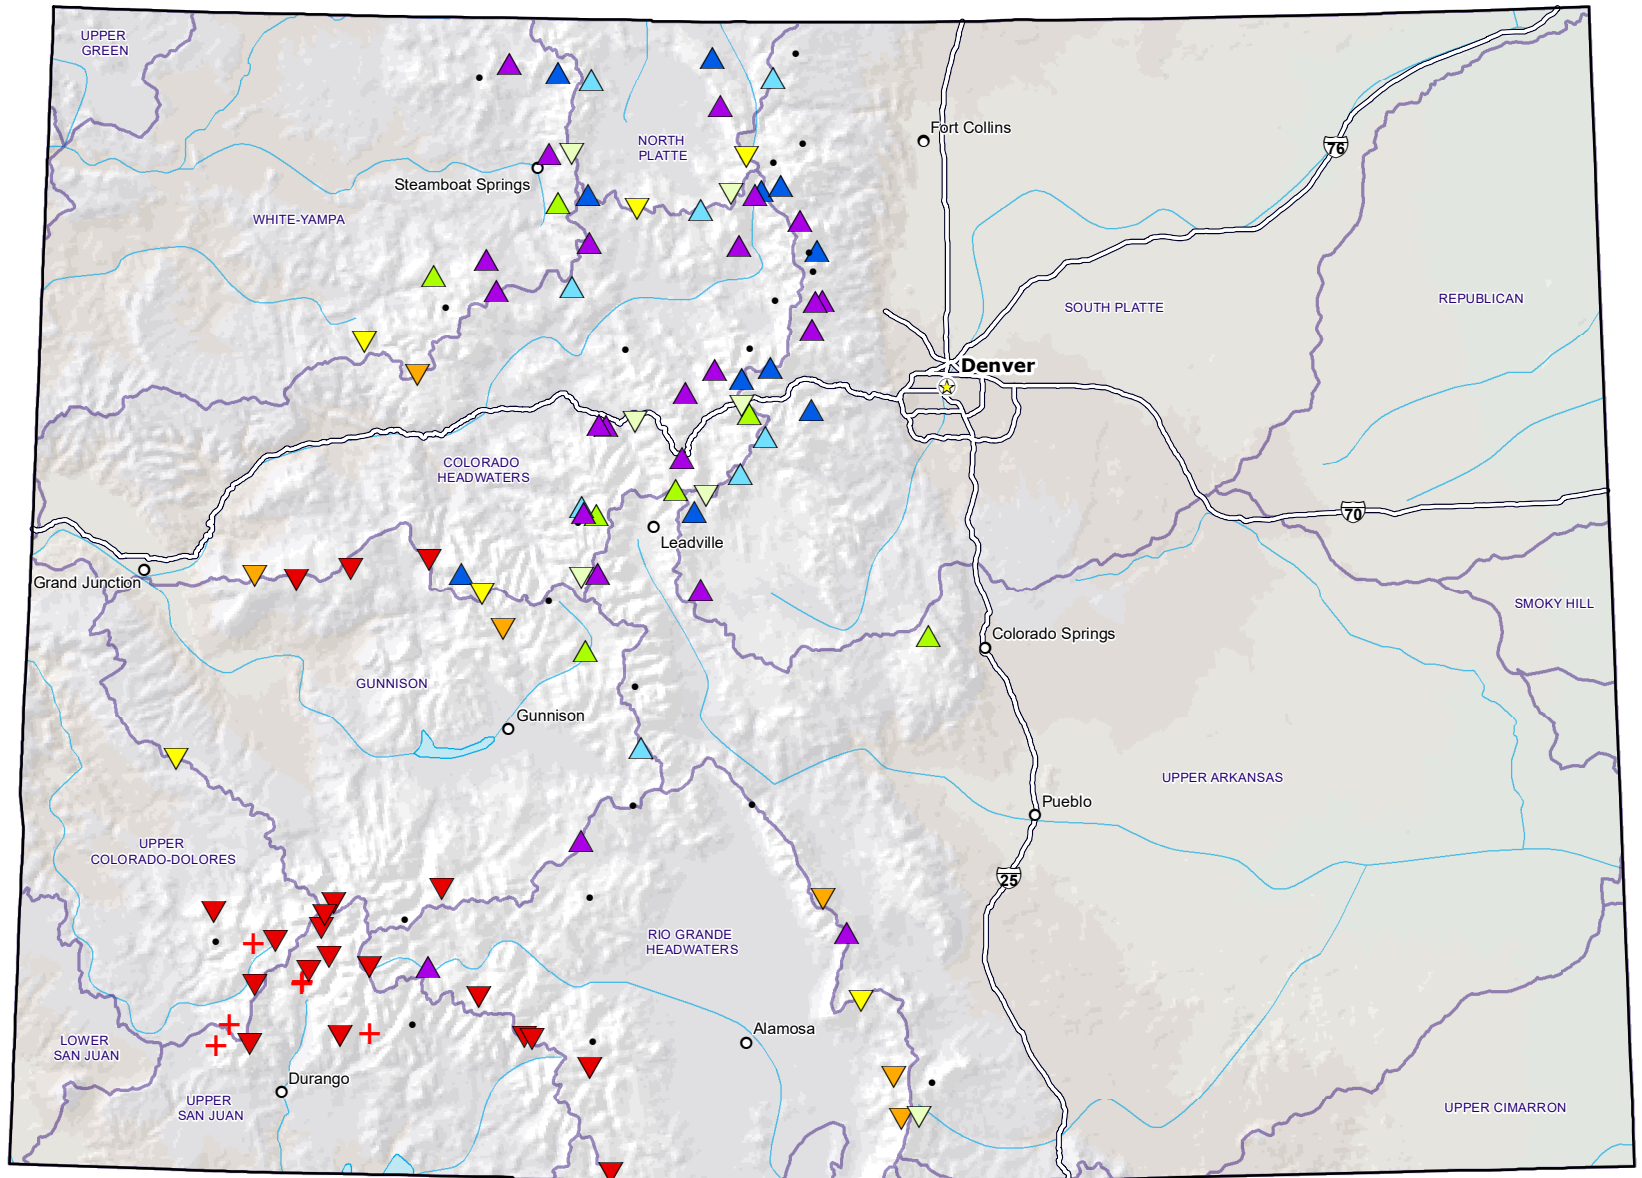 UPPER
GREEN
Fort Collins
NORTH
PLATTE
76
Steamboat Springs
WHITE-YAMPA
SOUTH PLATTE
REPUBLICAN
Denver
COLORADO
HEADWATERS
70
Leadville
Grand Junction
SMOKY HILL
Colorado Springs
GUNNISON
Gunnison
UPPER ARKANSAS
Pueblo
UPPER
COLORADO-DOLORES
25
RIO GRANDE
HEADWATERS
Alamosa
LOWER
SAN JUAN
Durango
UPPER
SAN JUAN
UPPER CIMARRON